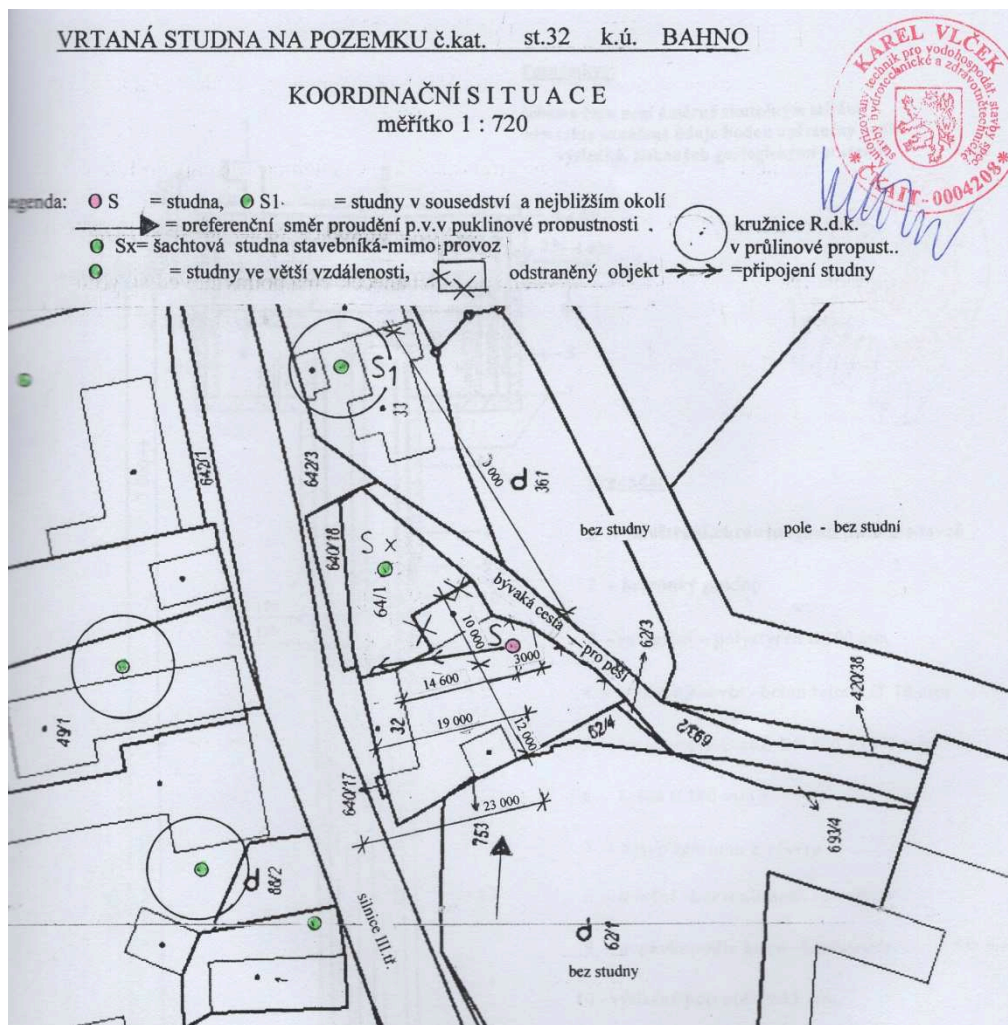 VRTANÁ STUDNA NA POZEMKU č.kat. st.32 k.ú. BAHNO
KOORDINAČNÍ S I T U A C E
měřítko 1 : 720
KAREL VLČEK
ČKAIT-0004208
egenda: S = studna, S1. = studny v sousedství a nejbližším okolí
= preferenční směr proudění p.v.v puklinové propustnosti .
kružnice R.d.k.
v průlinové propust..
Sx= šachtová studna stavebníka-mimo provoz
= studny ve větší vzdálenosti,
odstraněný objekt
=připojení studny
S1
33
642/1
642/3
3 000
361
bez studny
pole - bez studní
640/16
Sx
64/1
bývaká cesta
pro pěší
10 000
S
3000
62/3
14 600
19 000
32
12 000
62/4
693/2
420/38
49/1
640/17
23 000
753
693/4
88/2
silnice III.tř.
62/1
bez studny
1